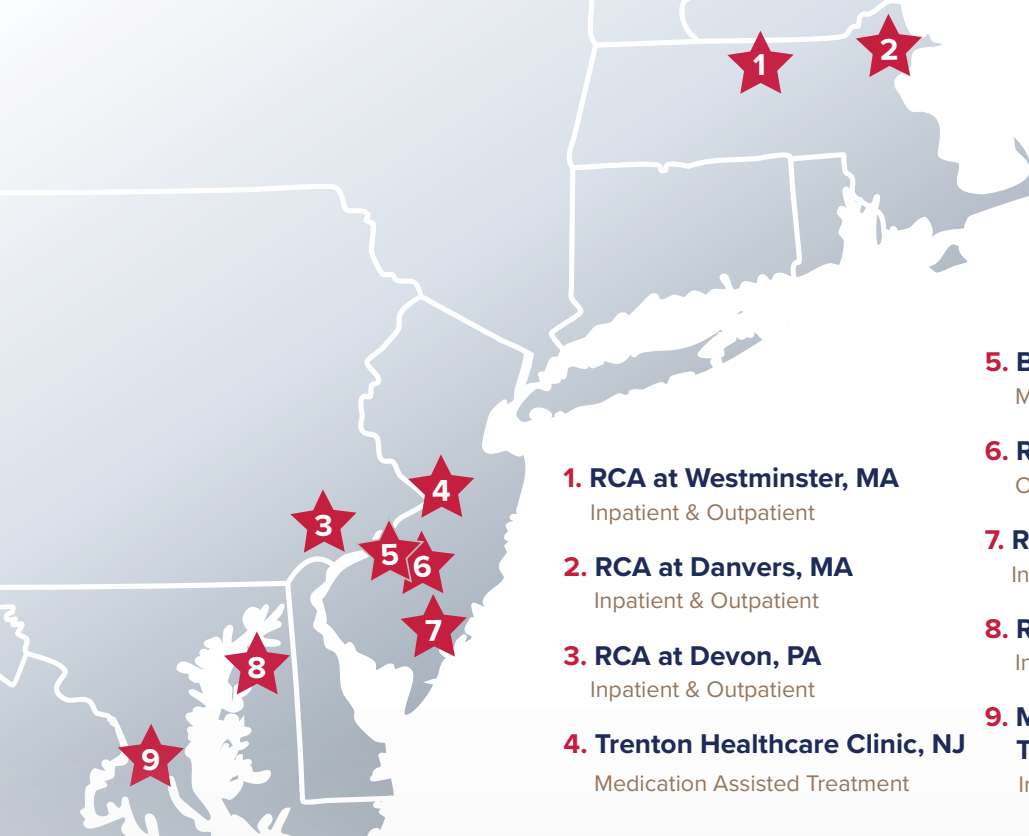 1
2
3
4
5
6
7
8
9
1. RCA at Westminster, MA
Inpatient & Outpatient
2. RCA at Danvers, MA
Inpatient & Outpatient
3. RCA at Devon, PA
Inpatient & Outpatient
4. Trenton Healthcare Clinic, NJ
Medication Assisted Treatment
5.
6.
7.
8.
9.